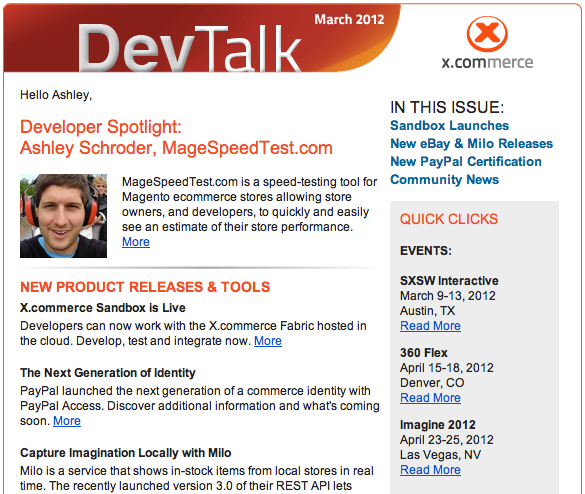 DevTalk
March 2012
x.commerce
Hello Ashley,
Developer Spotlight:
Ashley Schroder, MageSpeedTest.com
MageSpeedTest.com is a speed-testing tool for
Magento ecommerce stores allowing store
owners, and developers, to quickly and easily
see an estimate of their store performance.
More
NEW PRODUCT RELEASES & TOOLS
X.commerce Sandbox is Live
Developers can now work with the X.commerce Fabric hosted in
the cloud. Develop, test and integrate now. More
The Next Generation of Identity
PayPal launched the next generation of a commerce identity with
PayPal Access. Discover additional information and what's coming
soon. More
Capture Imagination Locally with Milo
Milo is a service that shows in-stock items from local stores in real
time. The recently launched version 3.0 of their REST API lets
IN THIS ISSUE:
Sandbox Launches
New eBay & Milo Releases
New PayPal Certification
Community News
QUICK CLICKS
EVENTS:
SXSW Interactive
March 9-13, 2012
Austin, TX
Read More
360 Flex
April 15-18, 2012
Denver, CO
Read More
Imagine 2012
April 23-25, 2012
Las Vegas, NV
Read More